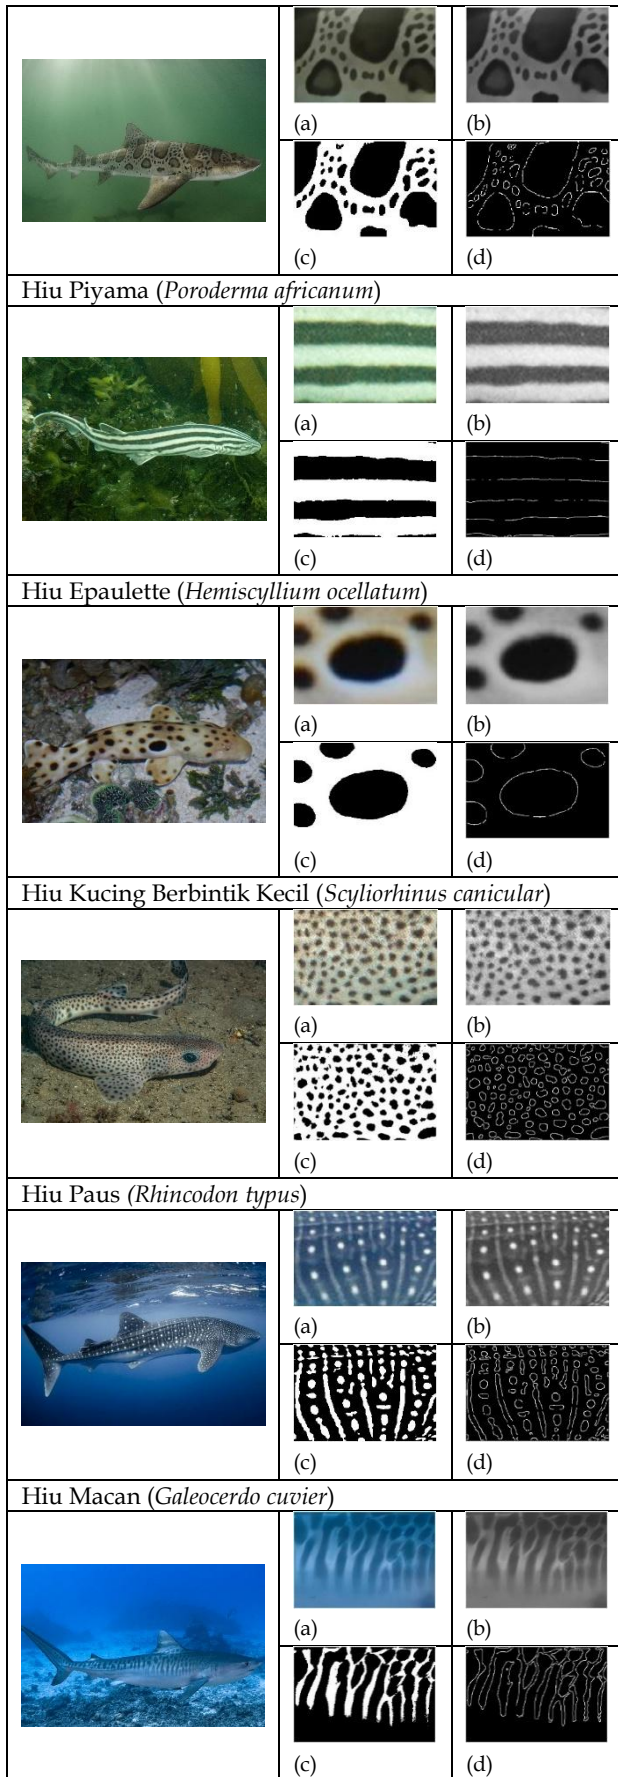 (a)
(b)
(c)
(d)
Hiu Piyama (Poroderma africanum)
(a)
(b)
(c)
(d)
Hiu Epaulette (Hemiscyllium ocellatum)
(a)
(b)
(c)
(d)
Hiu Kucing Berbintik Kecil (Scyliorhinus canicular)
(a)
(b)
(c)
(d)
Hiu Paus (Rhincodon typus)
(a)
(b)
(c)
(d)
Hiu Macan (Galeocerdo cuvier)
(a)
(b)
(c)
(d)